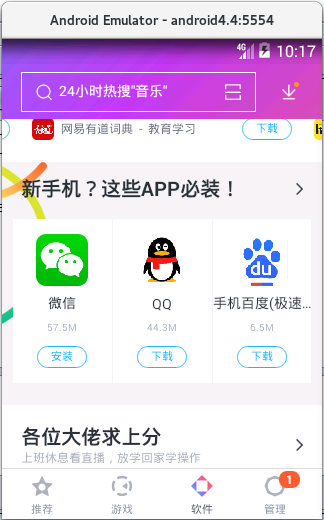 Android Emulator - android4.4:5554
4G 10:17
24小时热搜"音乐"
网易有道词典 - 教育学习 下载
新手机？这些APP必装！
微信 QQ 手机百度(极速...
57.5M 44.3M 6.5M
安装 下载 下载
各位大佬求上分
上班休息看直播，放学回家学操作
1
推荐 游戏 软件 管理